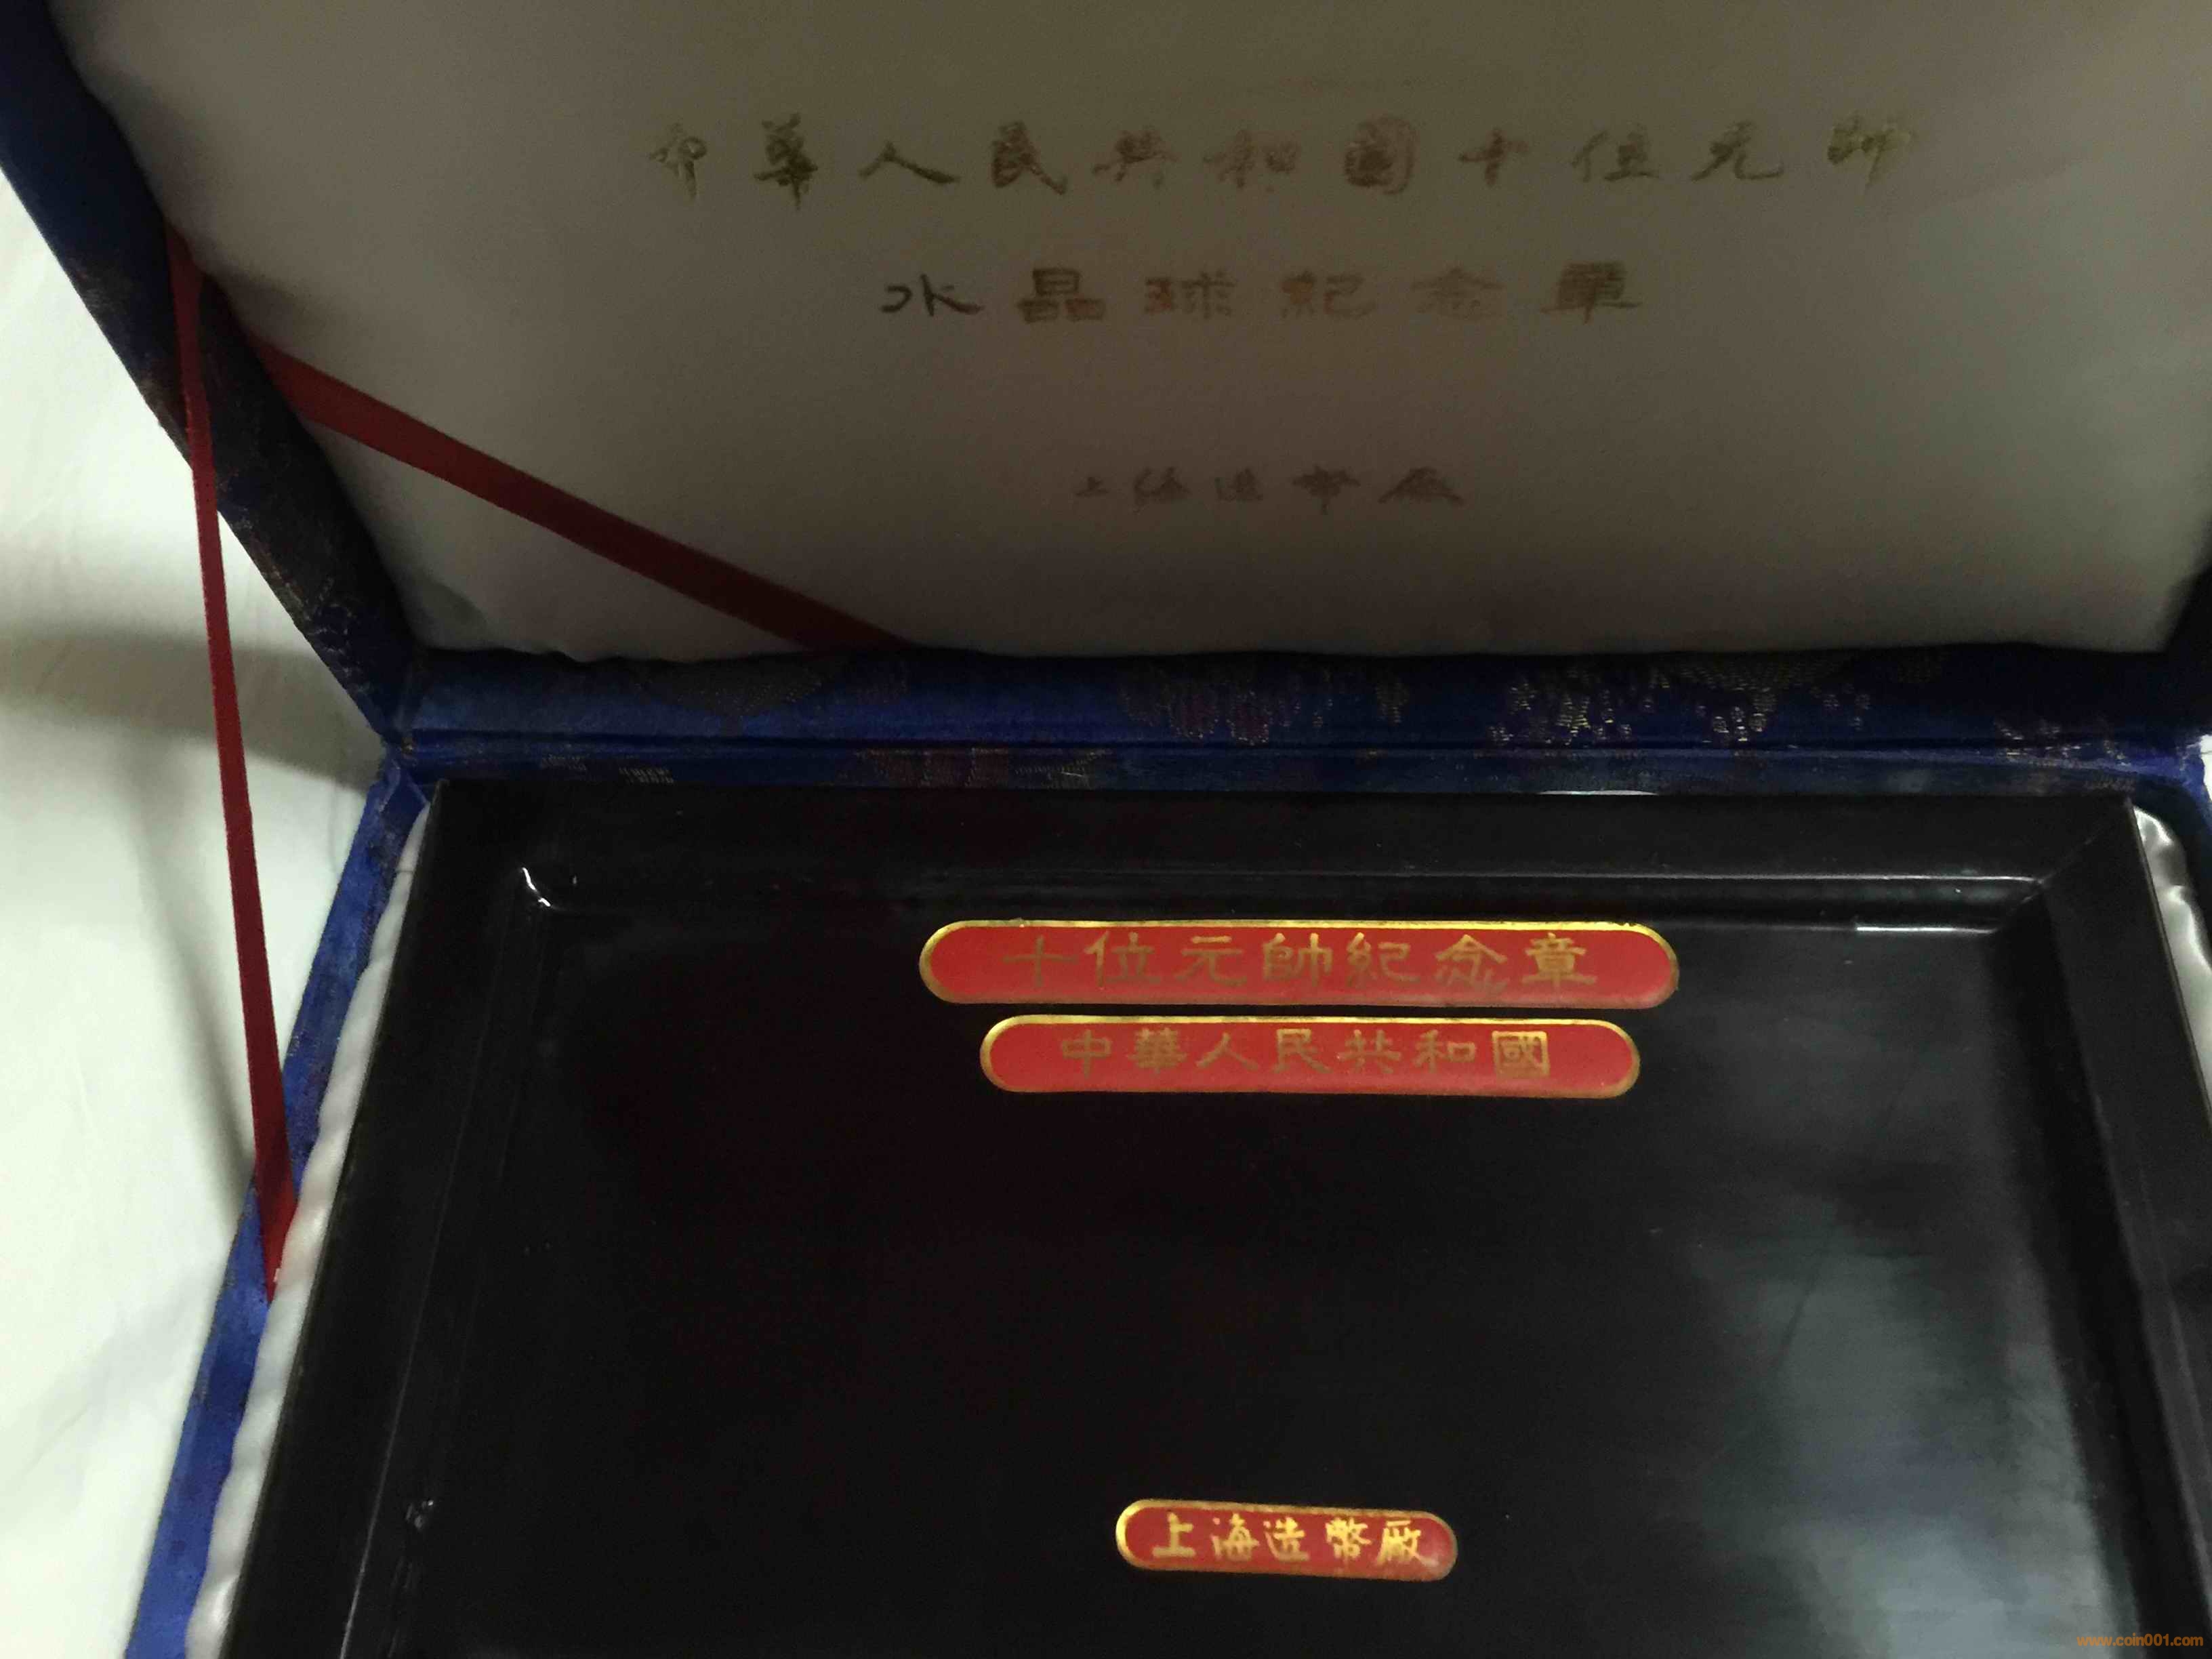 中華人民共和國十位元帥
水晶球紀念章
上海造幣廠
十位元帥紀念章
中華人民共和國
上海造幣廠
www.coin001.com